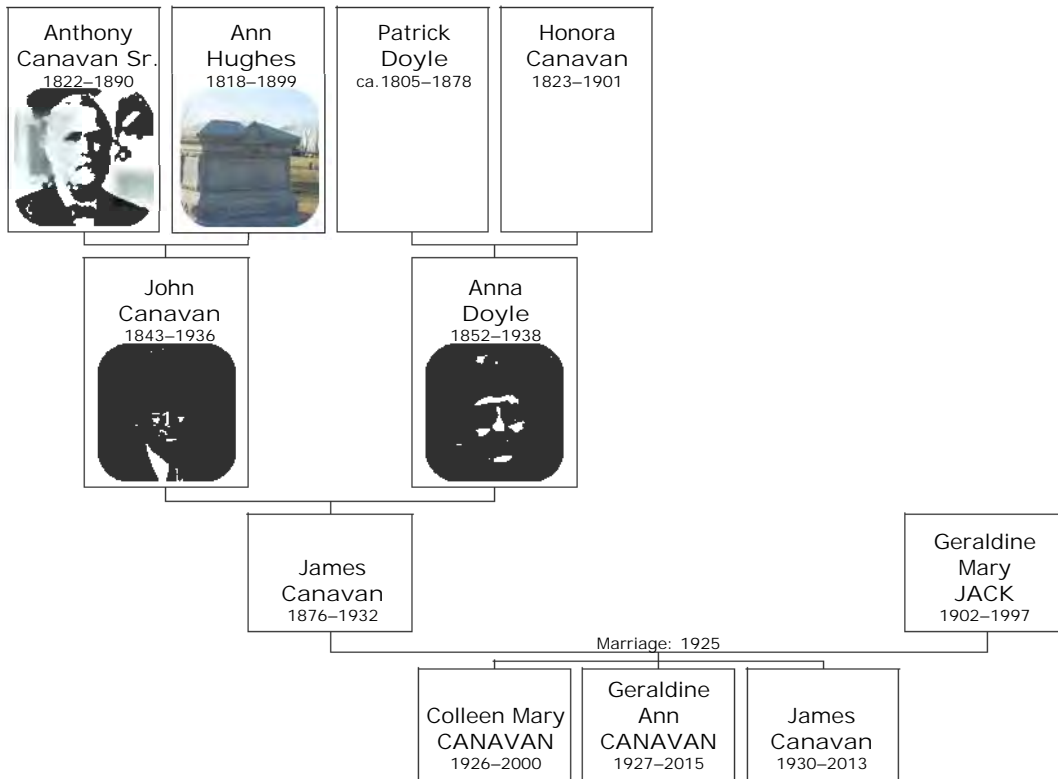 Anthony
Canavan Sr.
1822–1890
Ann
Hughes
1818–1899
Patrick
Doyle
ca.1805–1878
Honora
Canavan
1823–1901
John
Canavan
1843–1936
Anna
Doyle
1852–1938
James
Canavan
1876–1932
Geraldine
Mary
JACK
1902–1997
Marriage: 1925
Colleen Mary
CANAVAN
1926–2000
Geraldine
Ann
CANAVAN
1927–2015
James
Canavan
1930–2013